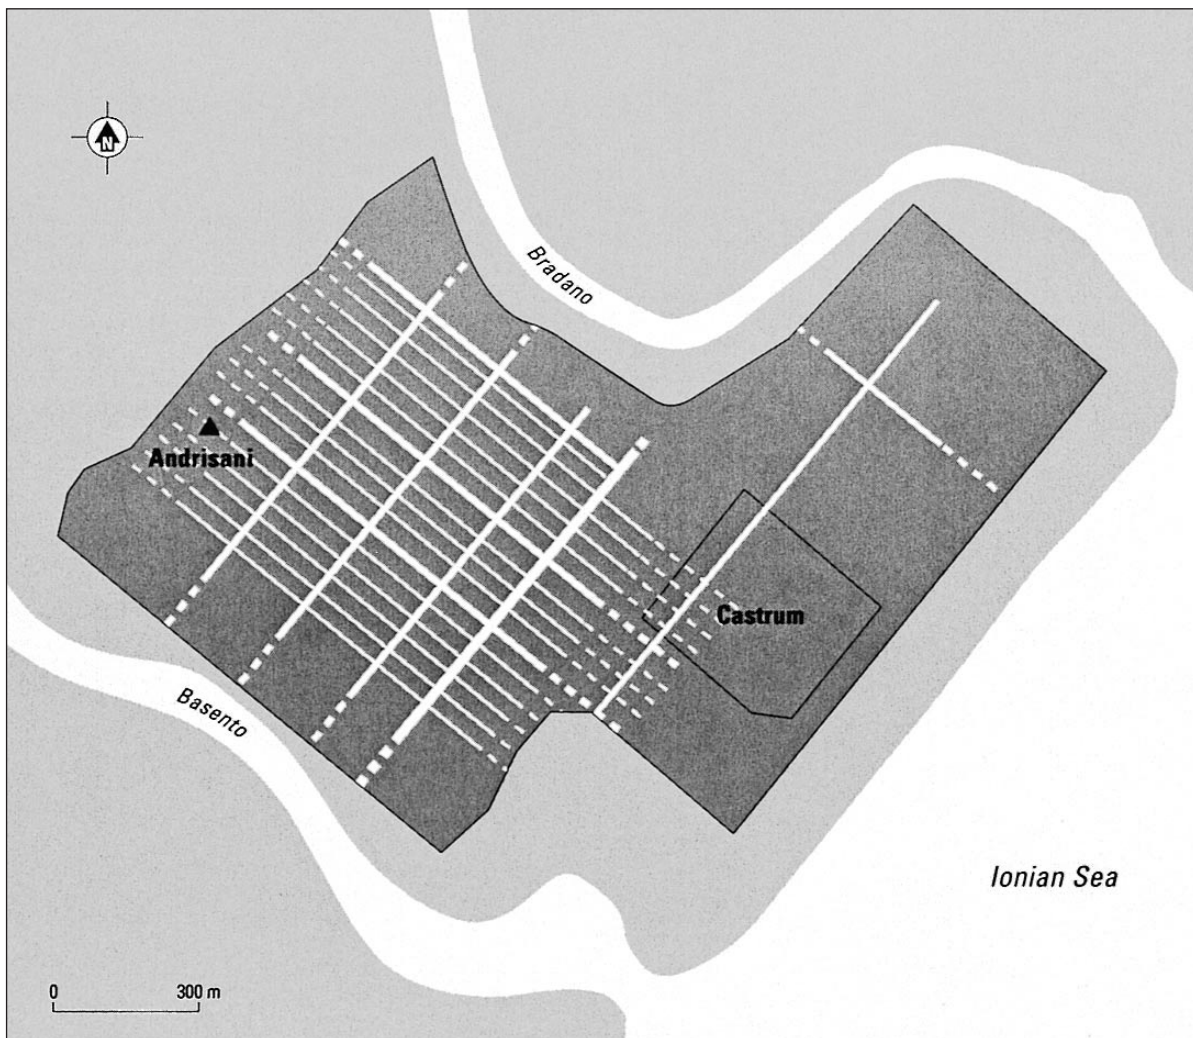 N
Bradano
Andrisani
Castrum
Basento
Ionian Sea
0 300 m